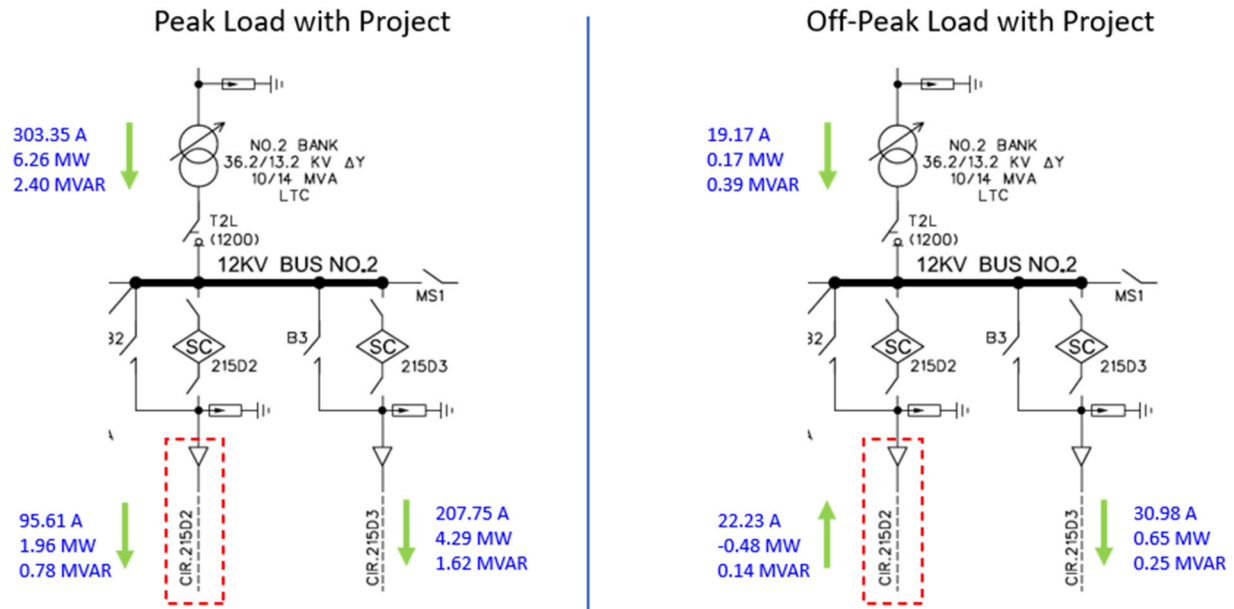 Peak Load with Project
303.35 A
6.26 MW
2.40 MVAR
NO.2 BANK
36.2/13.2 KV ΔY
10/14 MVA
LTC
T2L
(1200)
12KV BUS NO.2
MS1
B2
SC
215D2
B3
SC
215D3
95.61 A
1.96 MW
0.78 MVAR
CIR.215D2
CIR.215D3
207.75 A
4.29 MW
1.62 MVAR
Off-Peak Load with Project
19.17 A
0.17 MW
0.39 MVAR
NO.2 BANK
36.2/13.2 KV ΔY
10/14 MVA
LTC
T2L
(1200)
12KV BUS NO.2
MS1
B2
SC
215D2
B3
SC
215D3
22.23 A
-0.48 MW
0.14 MVAR
CIR.215D2
CIR.215D3
30.98 A
0.65 MW
0.25 MVAR